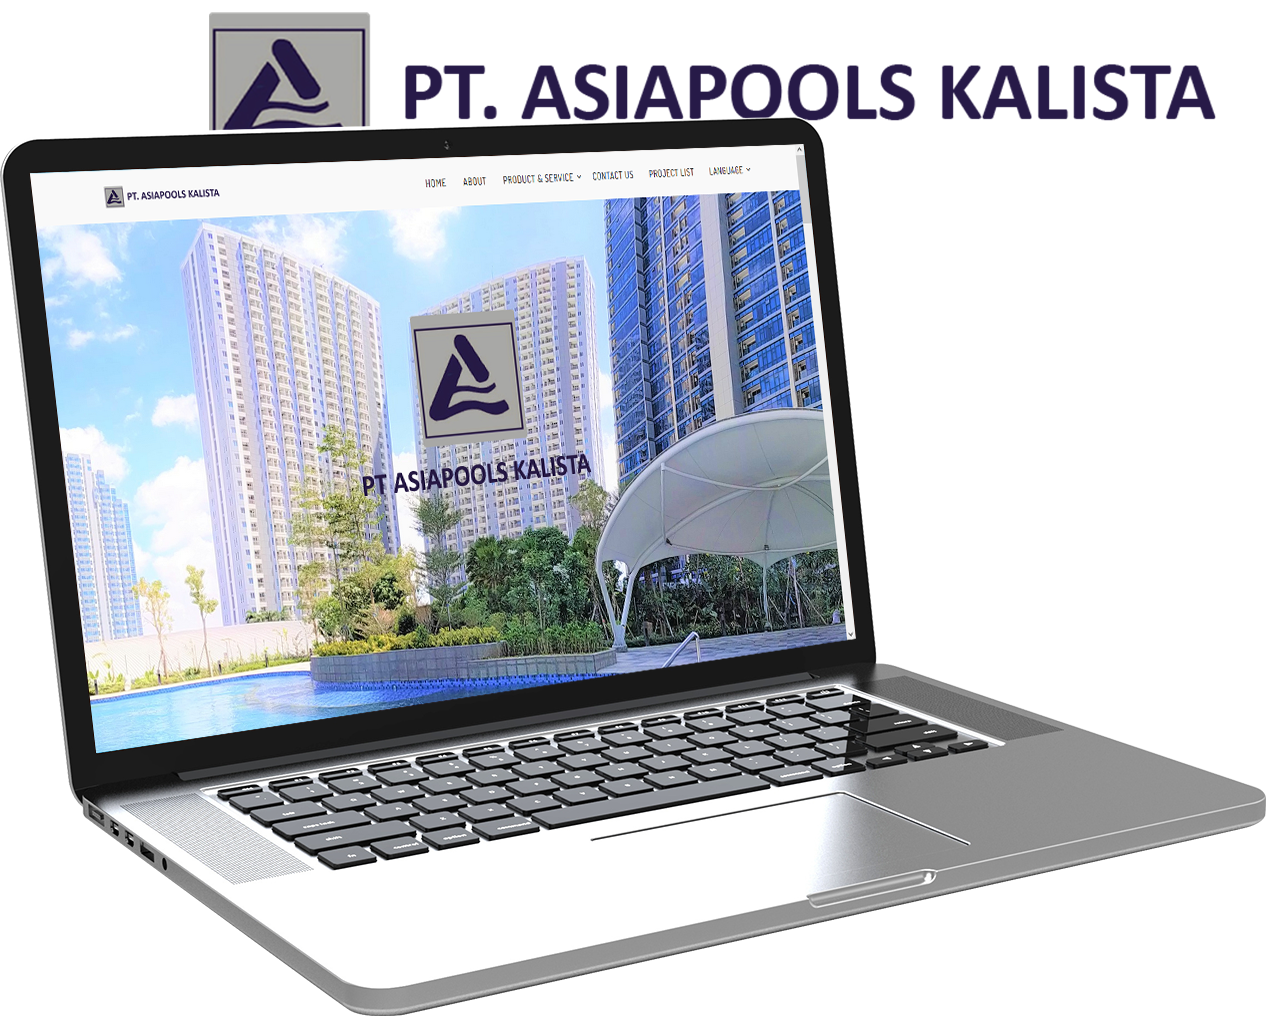 PT. ASIAPOOLS KALISTA
PT. ASIAPOOLS KALISTA
HOME ABOUT PRODUCT & SERVICE CONTACT US PROJECT LIST LANGUAGE
PT ASIAPOOLS KALISTA